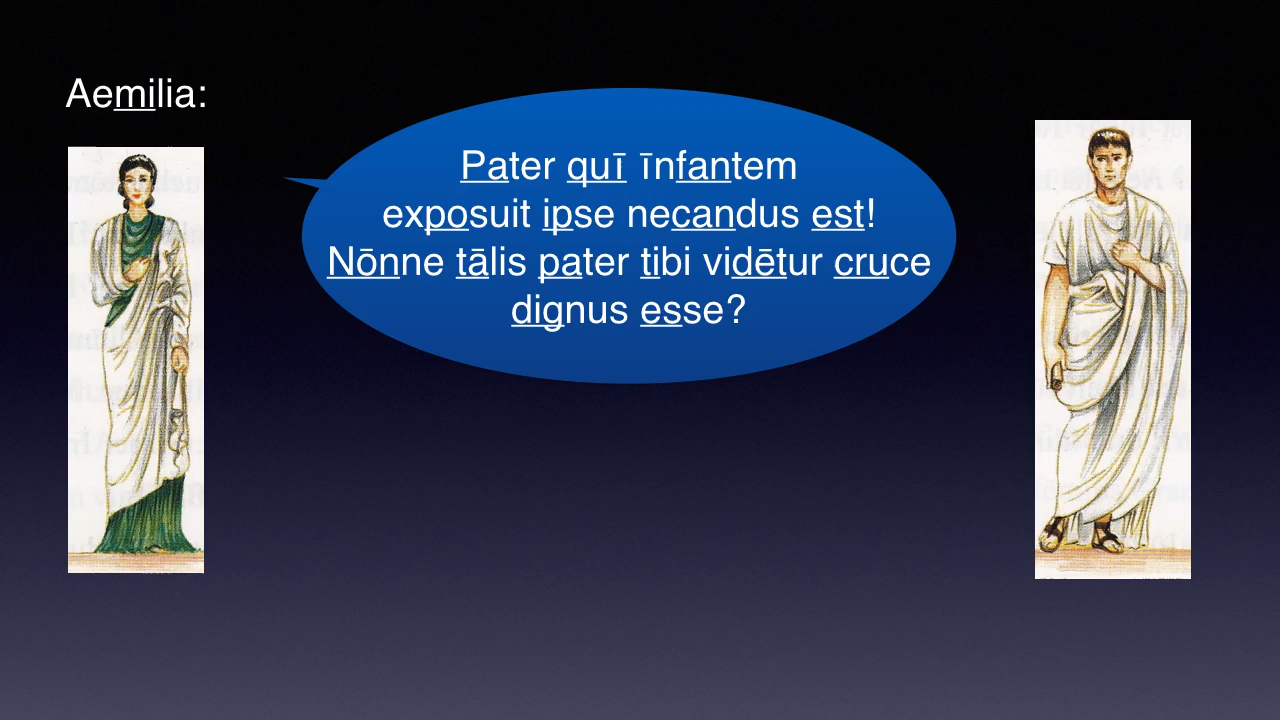 Aemilia:
Pater quī īnfantem
exposuit ipse necandus est!
Nōnne tālis pater tibi vidētur cruce
dignus esse?